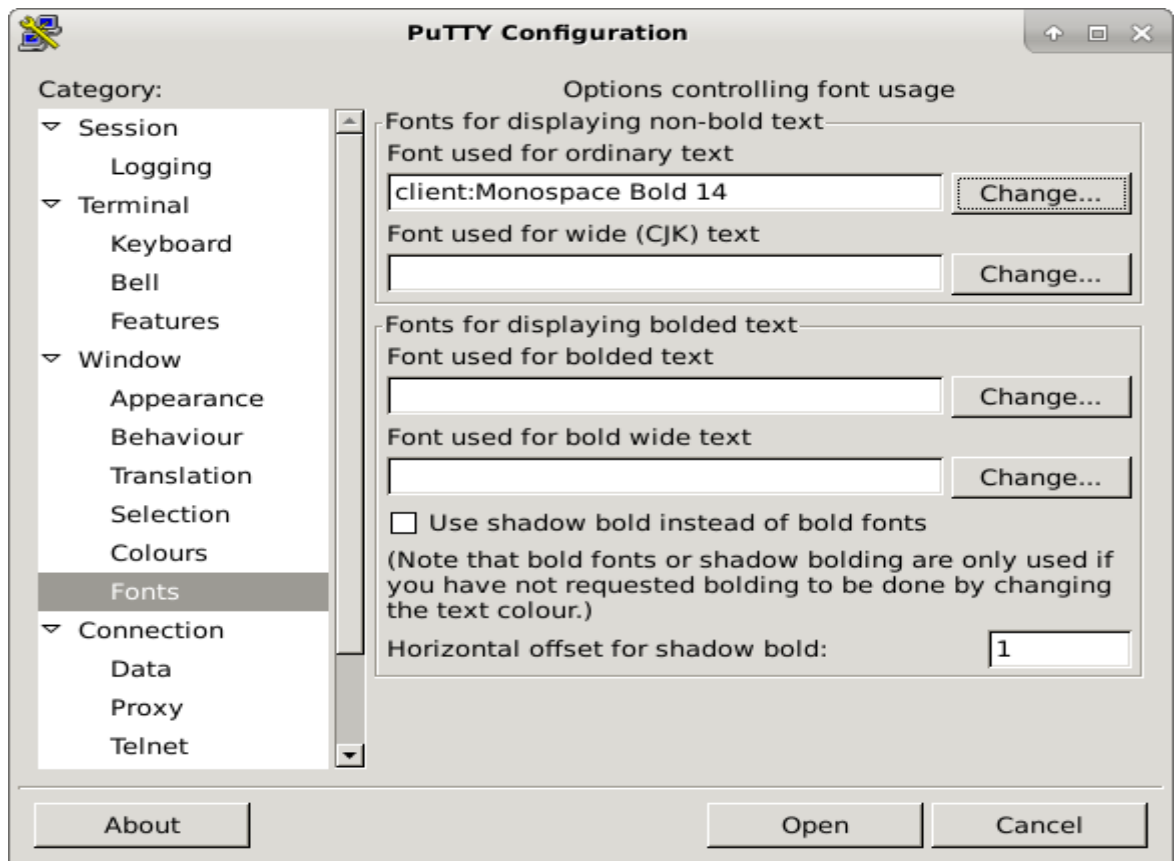 PuTTY Configuration
Category:
Session
Logging
Terminal
Keyboard
Bell
Features
Window
Appearance
Behaviour
Translation
Selection
Colours
Fonts
Connection
Data
Proxy
Telnet
Options controlling font usage
Fonts for displaying non-bold text
Font used for ordinary text
client:Monospace Bold 14
Change...
Font used for wide (CJK) text
Change...
Fonts for displaying bolded text
Font used for bolded text
Change...
Font used for bold wide text
Change...
Use shadow bold instead of bold fonts
(Note that bold fonts or shadow bolding are only used if
you have not requested bolding to be done by changing
the text colour.)
Horizontal offset for shadow bold:
1
About
Open
Cancel